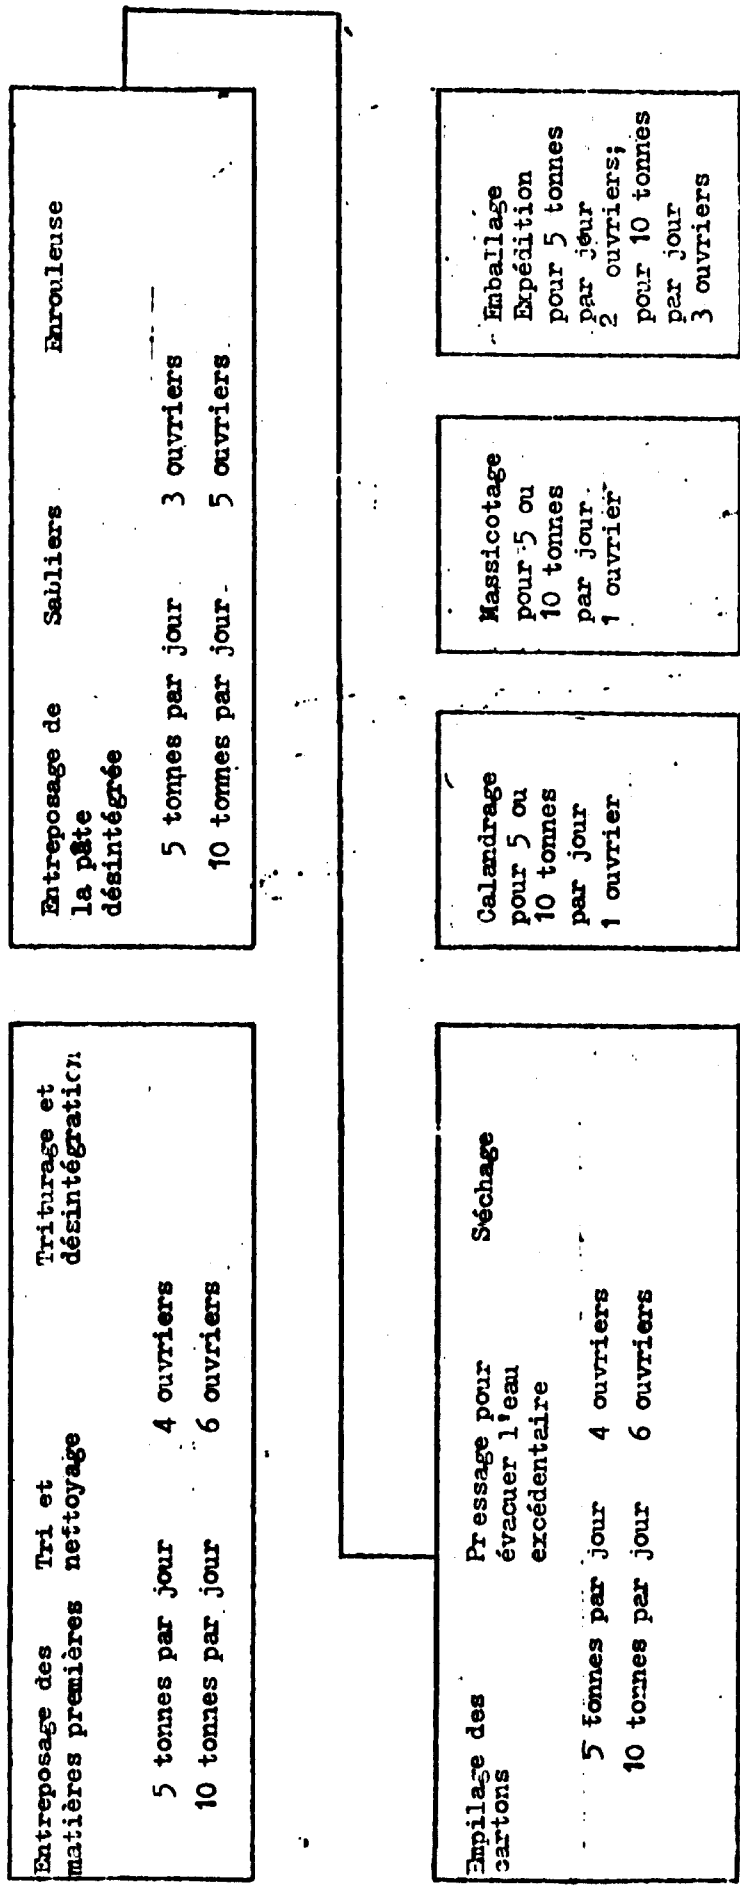 Entreposage des
matières premières
Tri et
nettoyage
Triturage et
désintégration
5 tonnes par jour 4 ouvriers
10 tonnes par jour 6 ouvriers
Entreposage de
la pâte
désintégrée
Sabliers
Enrouleuse
5 tonnes par jour 3 ouvriers
10 tonnes par jour 5 ouvriers
Empilage des
cartons
Pressage pour
évacuer l'eau
excédentaire
Séchage
5 tonnes par jour 4 ouvriers
10 tonnes par jour 6 ouvriers
Calandrage
pour 5 ou
10 tonnes
par jour
1 ouvrier
Massicotage
pour 5 ou
10 tonnes
par jour
1 ouvrier
Emballage
Expédition
pour 5 tonnes
par jour
2 ouvriers;
pour 10 tonnes
par jour
3 ouvriers